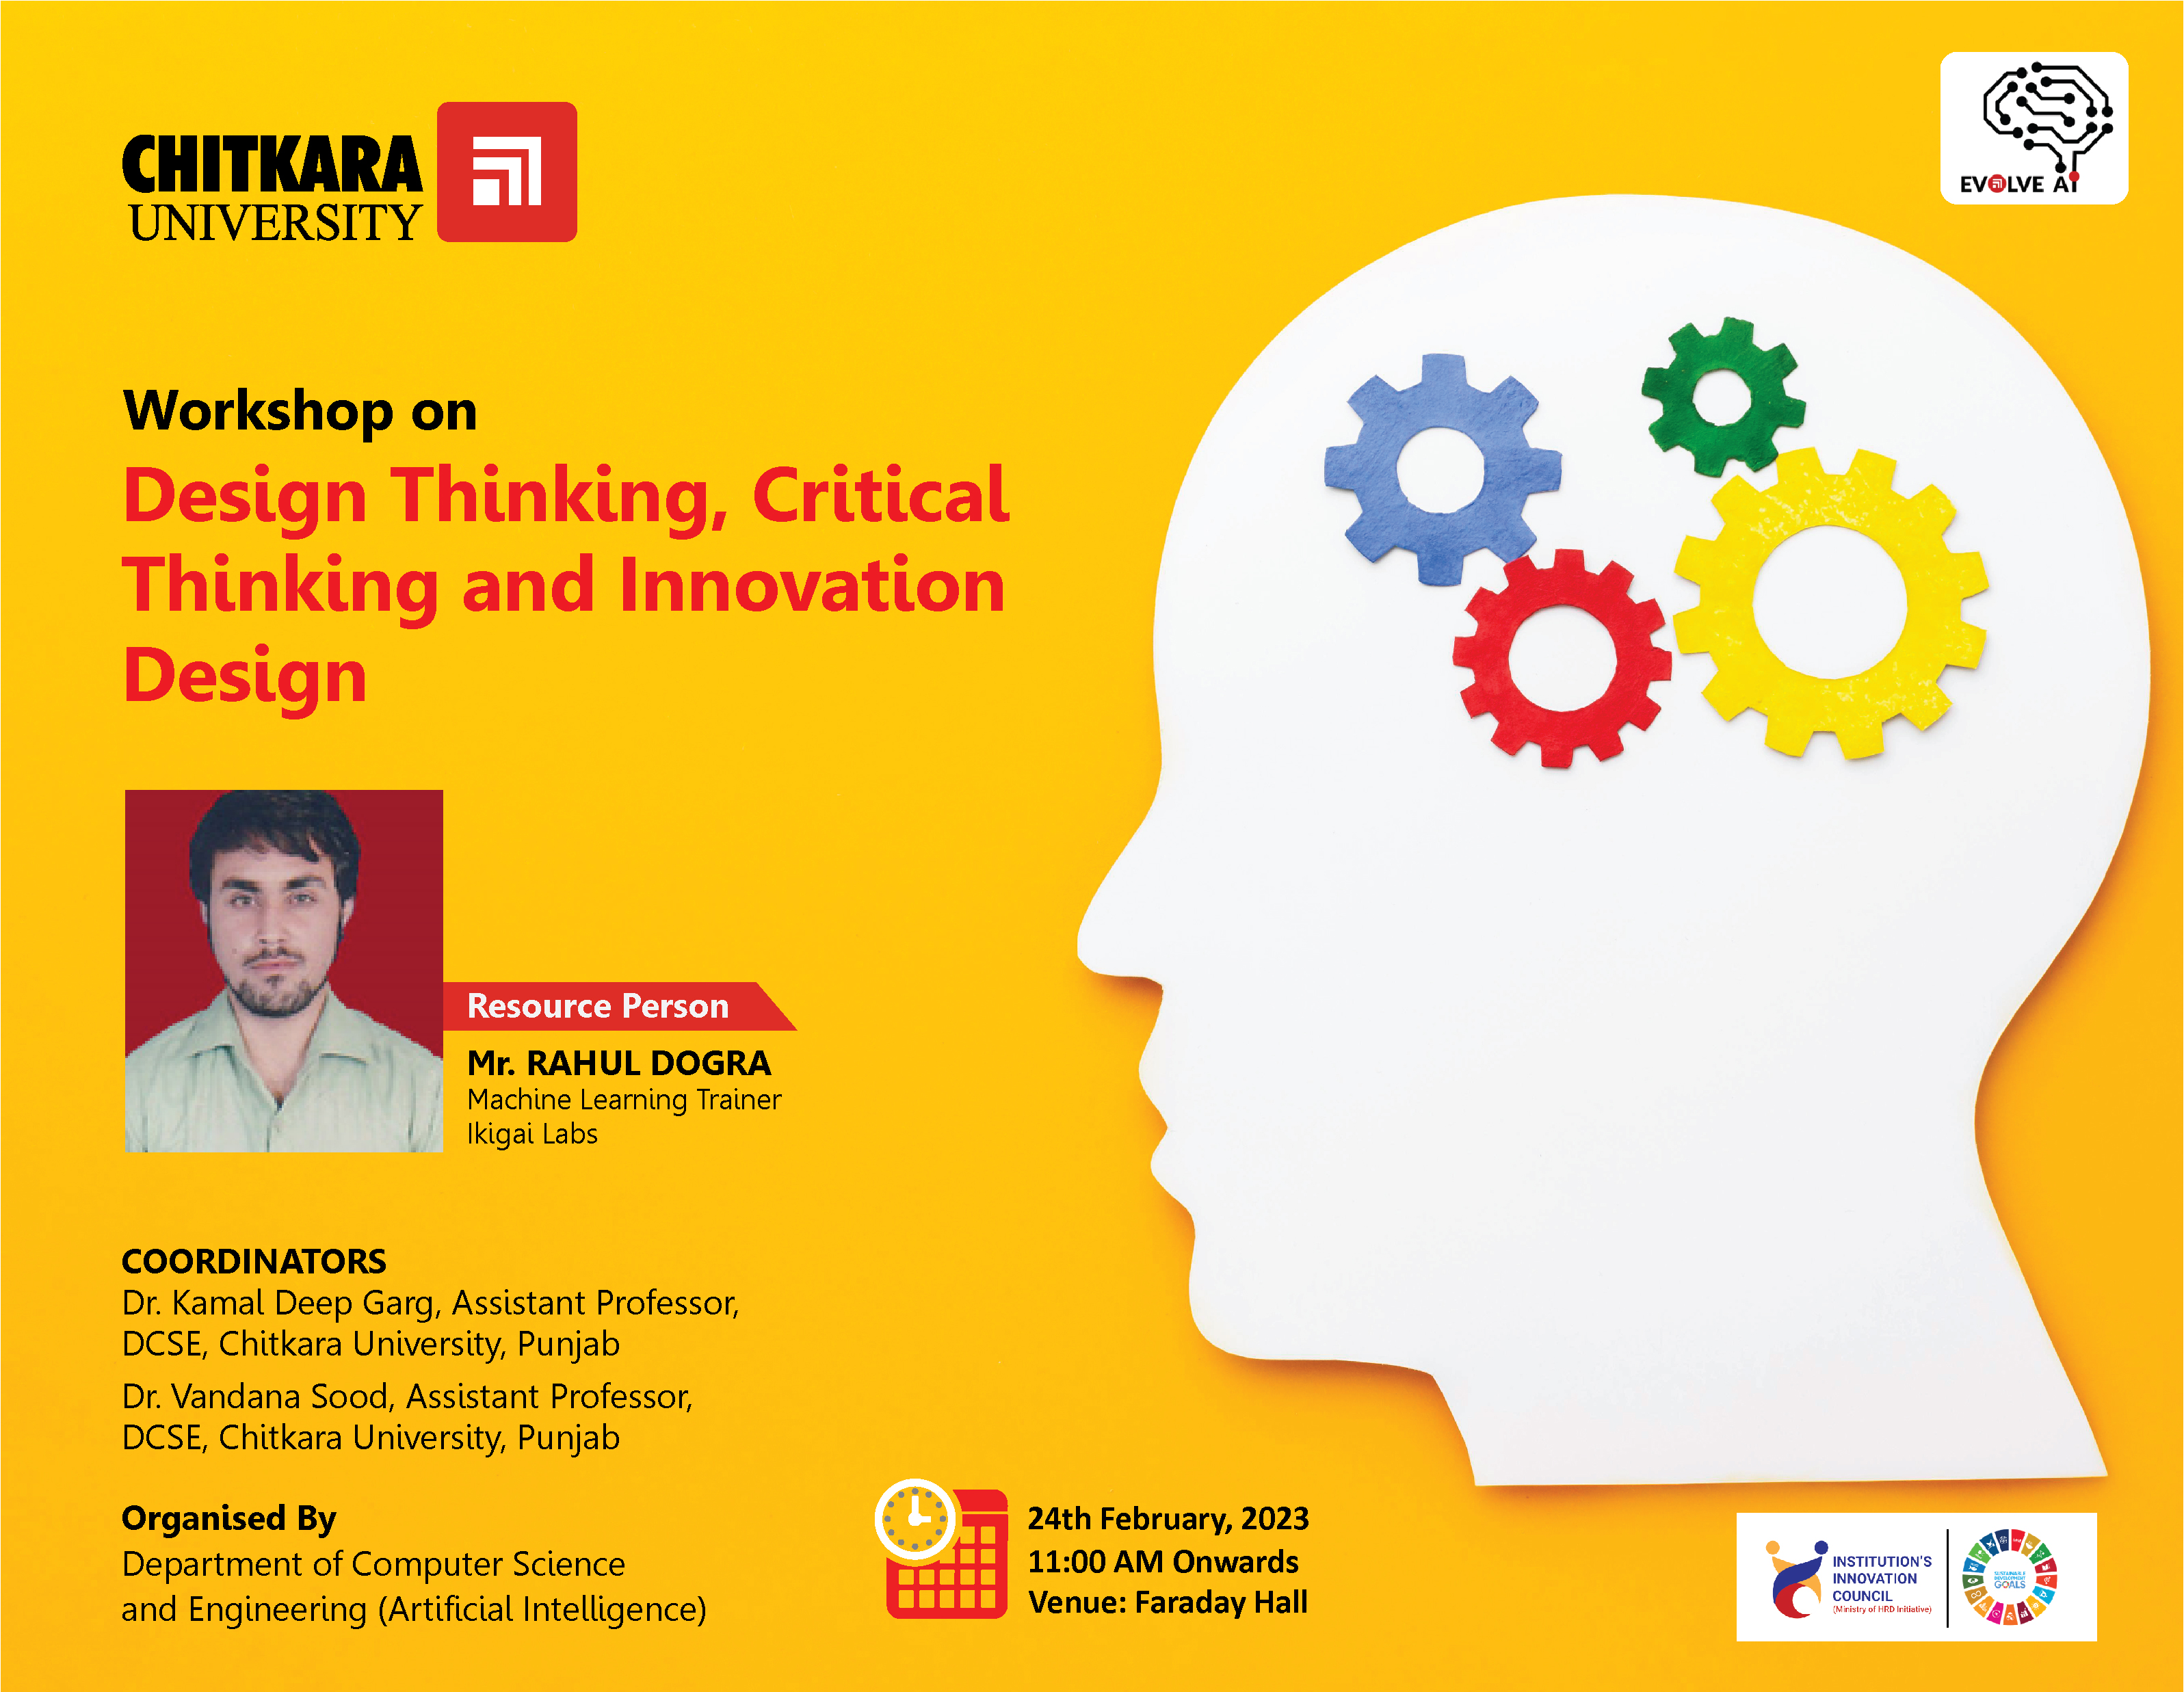 CHITKARA
UNIVERSITY
EVOLVE AI
Workshop on
Design Thinking, Critical
Thinking and Innovation
Design
Resource Person
Mr. RAHUL DOGRA
Machine Learning Trainer
Ikigai Labs
COORDINATORS
Dr. Kamal Deep Garg, Assistant Professor,
DCSE, Chitkara University, Punjab
Dr. Vandana Sood, Assistant Professor,
DCSE, Chitkara University, Punjab
Organised By
Department of Computer Science
and Engineering (Artificial Intelligence)
24th February, 2023
11:00 AM Onwards
Venue: Faraday Hall
INSTITUTION'S
INNOVATION
COUNCIL
(Ministry of HRD Initiative)
SUSTAINABLE
DEVELOPMENT
GOALS